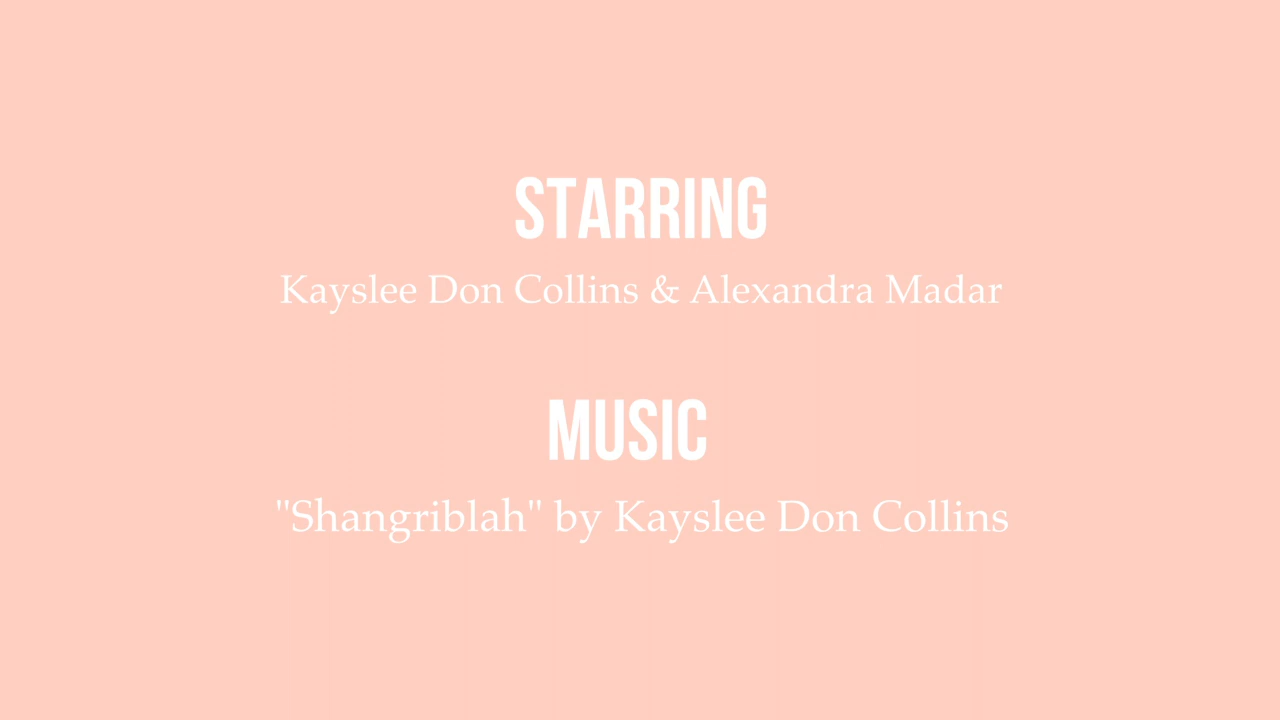 STARRING
Kayslee Don Collins & Alexandra Madar
MUSIC
"Shangriblah" by Kayslee Don Collins